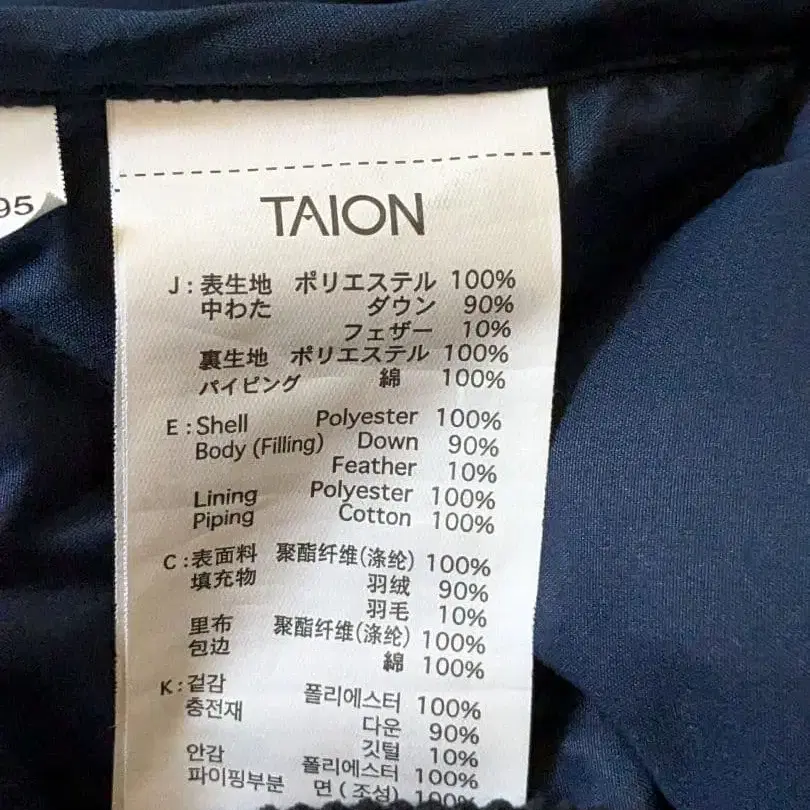 95
TAION
J:表生地 ポリエステル 100%
中わた ダウン 90%
フェザー 10%
裏生地 ポリエステル 100%
パイピング 綿 100%
E:Shell Polyester 100%
Body (Filling) Down 90%
Feather 10%
Lining Polyester 100%
Piping Cotton 100%
C:表面料 聚酯纤维(涤纶) 100%
填充物 羽绒 90%
羽毛 10%
里布 聚酯纤维(涤纶) 100%
包边 綿 100%
K:겉감 폴리에스터 100%
충전재 다운 90%
깃털 10%
안감 폴리에스터 100%
파이핑부분 면 (조성) 100%